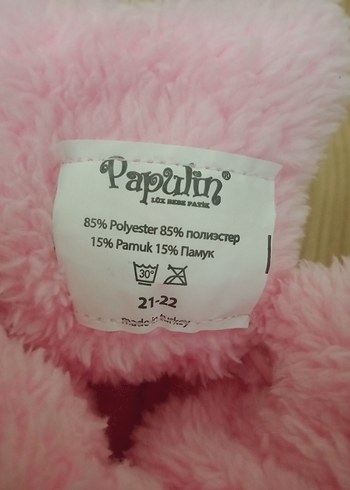 Papulin®
LÜX BEBE PATİK
85% Polyester 85% полиэстер
15% Pamuk 15% Памук
30°
21-22
made in turkey